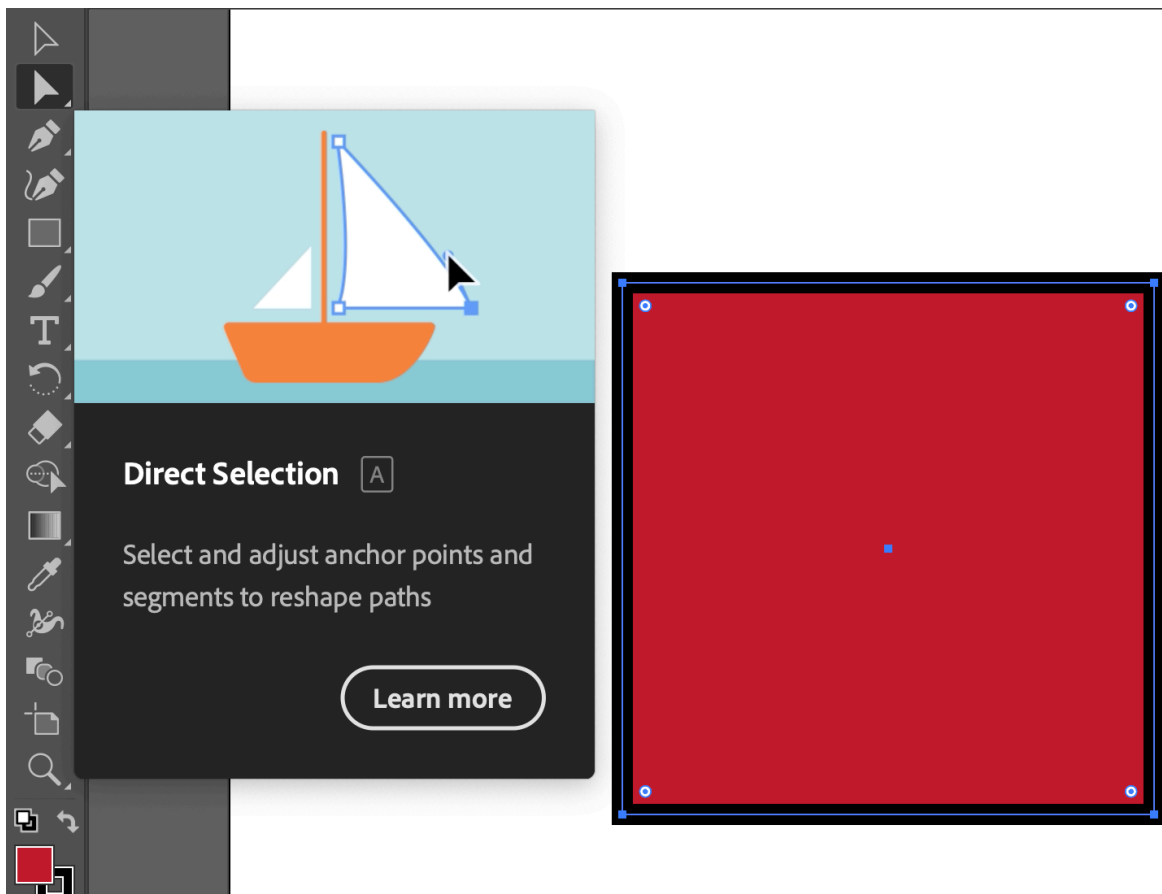 Direct Selection A
Select and adjust anchor points and
segments to reshape paths
Learn more